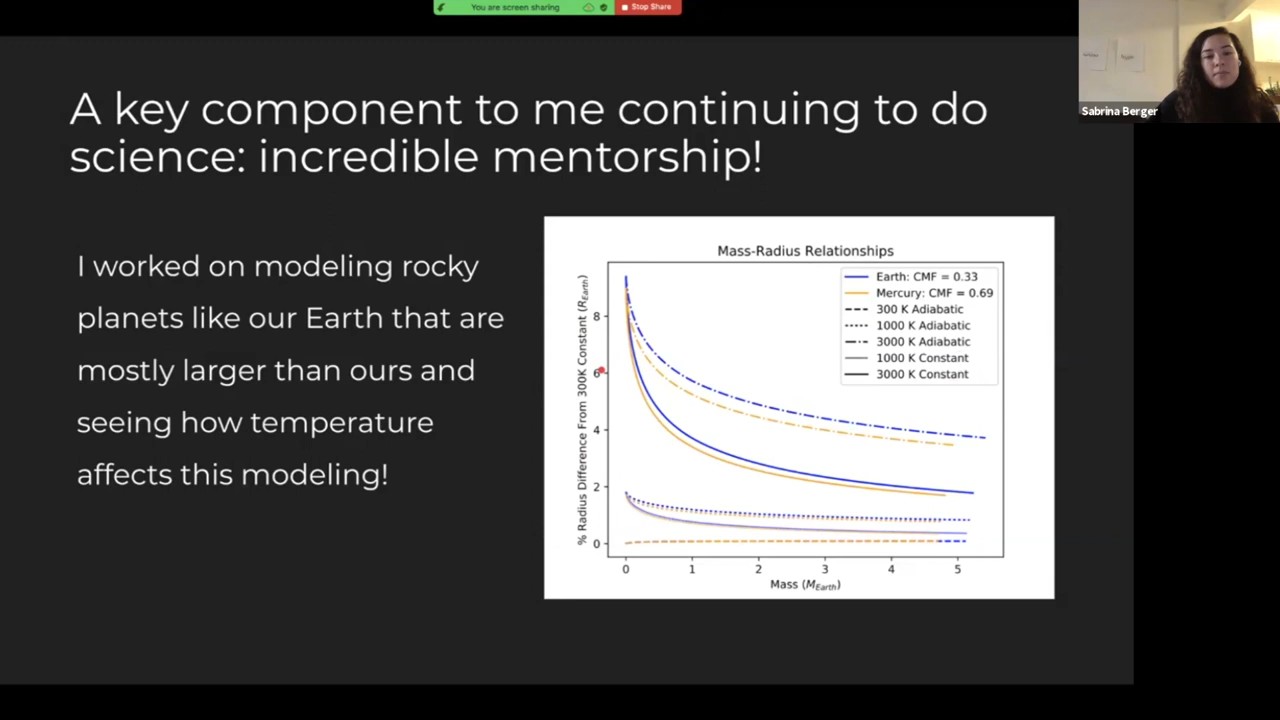 You are screen sharing
Stop Share
Sabrina Berger
A key component to me continuing to do
science: incredible mentorship!
I worked on modeling rocky
planets like our Earth that are
mostly larger than ours and
seeing how temperature
affects this modeling!
Mass-Radius Relationships
Earth: CMF = 0.33
Mercury: CMF = 0.69
300 K Adiabatic
1000 K Adiabatic
3000 K Adiabatic
1000 K Constant
3000 K Constant
% Radius Difference From 300K Constant (R_Earth)
8
6
4
2
0
0 1 2 3 4 5
Mass (M_Earth)